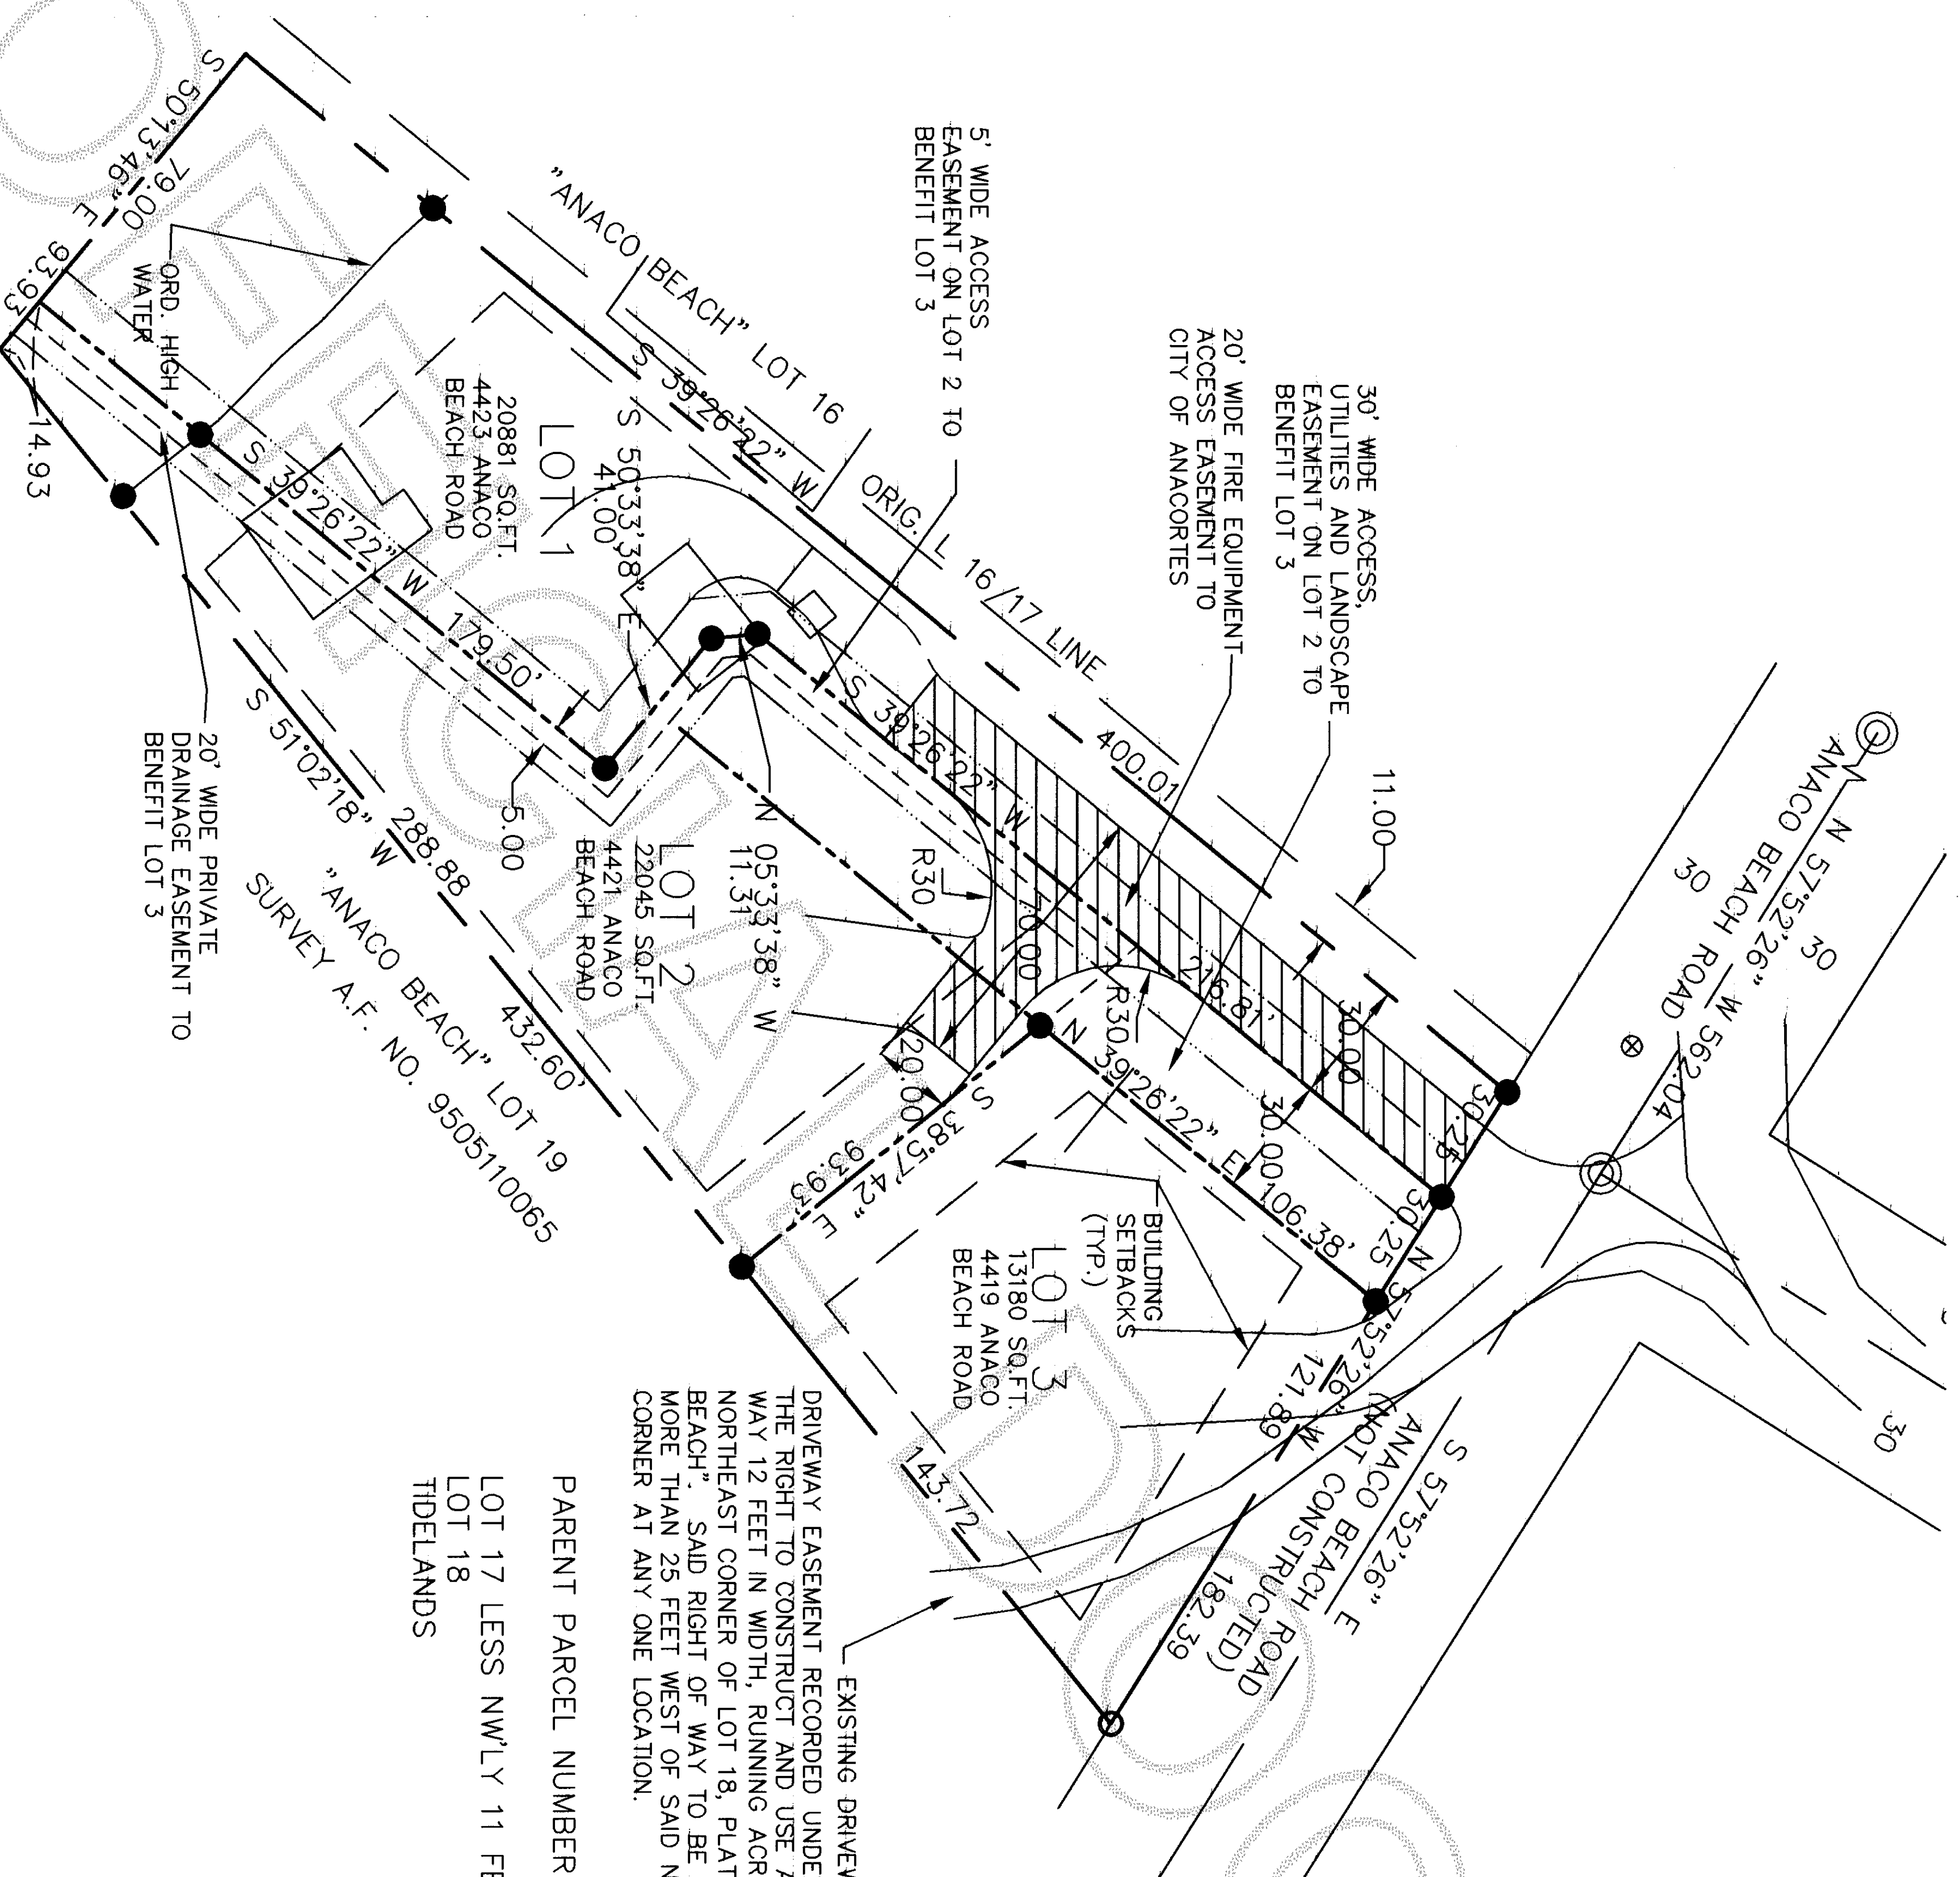 "ANACO BEACH" LOT 16
5' WIDE ACCESS
EASEMENT ON LOT 2 TO
BENEFIT LOT 3
20' WIDE FIRE EQUIPMENT
ACCESS EASEMENT TO
CITY OF ANACORTES
30' WIDE ACCESS,
UTILITIES AND LANDSCAPE
EASEMENT ON LOT 2 TO
BENEFIT LOT 3
ORIG. L 16/17 LINE
S 39°26'22" W
400.01
11.00
N 57°52'26" W 562.04
ANACO BEACH ROAD
30
30
30
S 50°13'46" E
79.00
93.93
14.93
ORD. HIGH
WATER
LOT 1
20881 SQ.FT.
4423 ANACO
BEACH ROAD
S 50°33'38" E
41.00'
S 39°26'22" W 179.50'
5.00
N 05°33'38" W
11.31
S 39°26'22" W 216.81'
R30
R30
70.00
20.00
30.00
30.00
30.25
30.25
LOT 2
22045 SQ.FT.
4421 ANACO
BEACH ROAD
N 39°26'22" E 106.38'
S 38°57'42" E
93.93
BUILDING
SETBACKS
(TYP.)
LOT 3
13180 SQ.FT.
4419 ANACO
BEACH ROAD
N 57°52'26" W
121.89
S 57°52'26" E
ANACO BEACH ROAD
(NOT CONSTRUCTED)
182.39
143.72
S 51°02'18" W 288.88
432.60'
"ANACO BEACH" LOT 19
SURVEY A.F. NO. 9505110065
20' WIDE PRIVATE
DRAINAGE EASEMENT TO
BENEFIT LOT 3
EXISTING DRIVEW
DRIVEWAY EASEMENT RECORDED UNDE
THE RIGHT TO CONSTRUCT AND USE A
WAY 12 FEET IN WIDTH, RUNNING ACR
NORTHEAST CORNER OF LOT 18, PLAT
BEACH". SAID RIGHT OF WAY TO BE
MORE THAN 25 FEET WEST OF SAID N
CORNER AT ANY ONE LOCATION.
PARENT PARCEL NUMBER
LOT 17 LESS NW'LY 11 FE
LOT 18
TIDELANDS